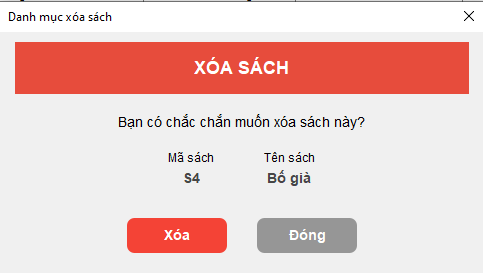 Danh mục xóa sách
XÓA SÁCH
Bạn có chắc chắn muốn xóa sách này?
Mã sách Tên sách
S4 Bố già
Xóa Đóng